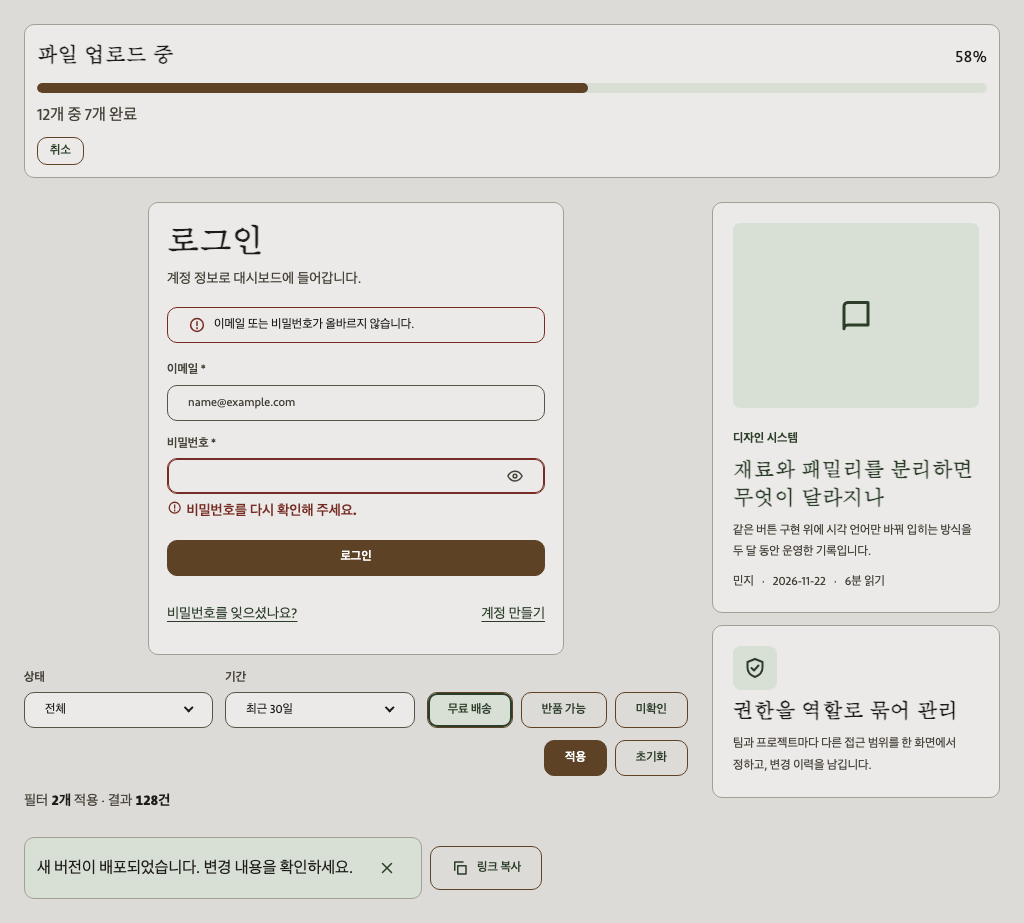 파일 업로드 중
58%
12개 중 7개 완료
취소
로그인
계정 정보로 대시보드에 들어갑니다.
이메일 또는 비밀번호가 올바르지 않습니다.
이메일 *
name@example.com
비밀번호 *
비밀번호를 다시 확인해 주세요.
로그인
비밀번호를 잊으셨나요?
계정 만들기
디자인 시스템
재료와 패밀리를 분리하면
무엇이 달라지나
같은 버튼 구현 위에 시각 언어만 바꿔 입히는 방식을
두 달 동안 운영한 기록입니다.
민지 · 2026-11-22 · 6분 읽기
권한을 역할로 묶어 관리
팀과 프로젝트마다 다른 접근 범위를 한 화면에서
정하고, 변경 이력을 남깁니다.
상태
기간
전체
최근 30일
무료 배송
반품 가능
미확인
적용
초기화
필터 2개 적용 · 결과 128건
새 버전이 배포되었습니다. 변경 내용을 확인하세요.
링크 복사